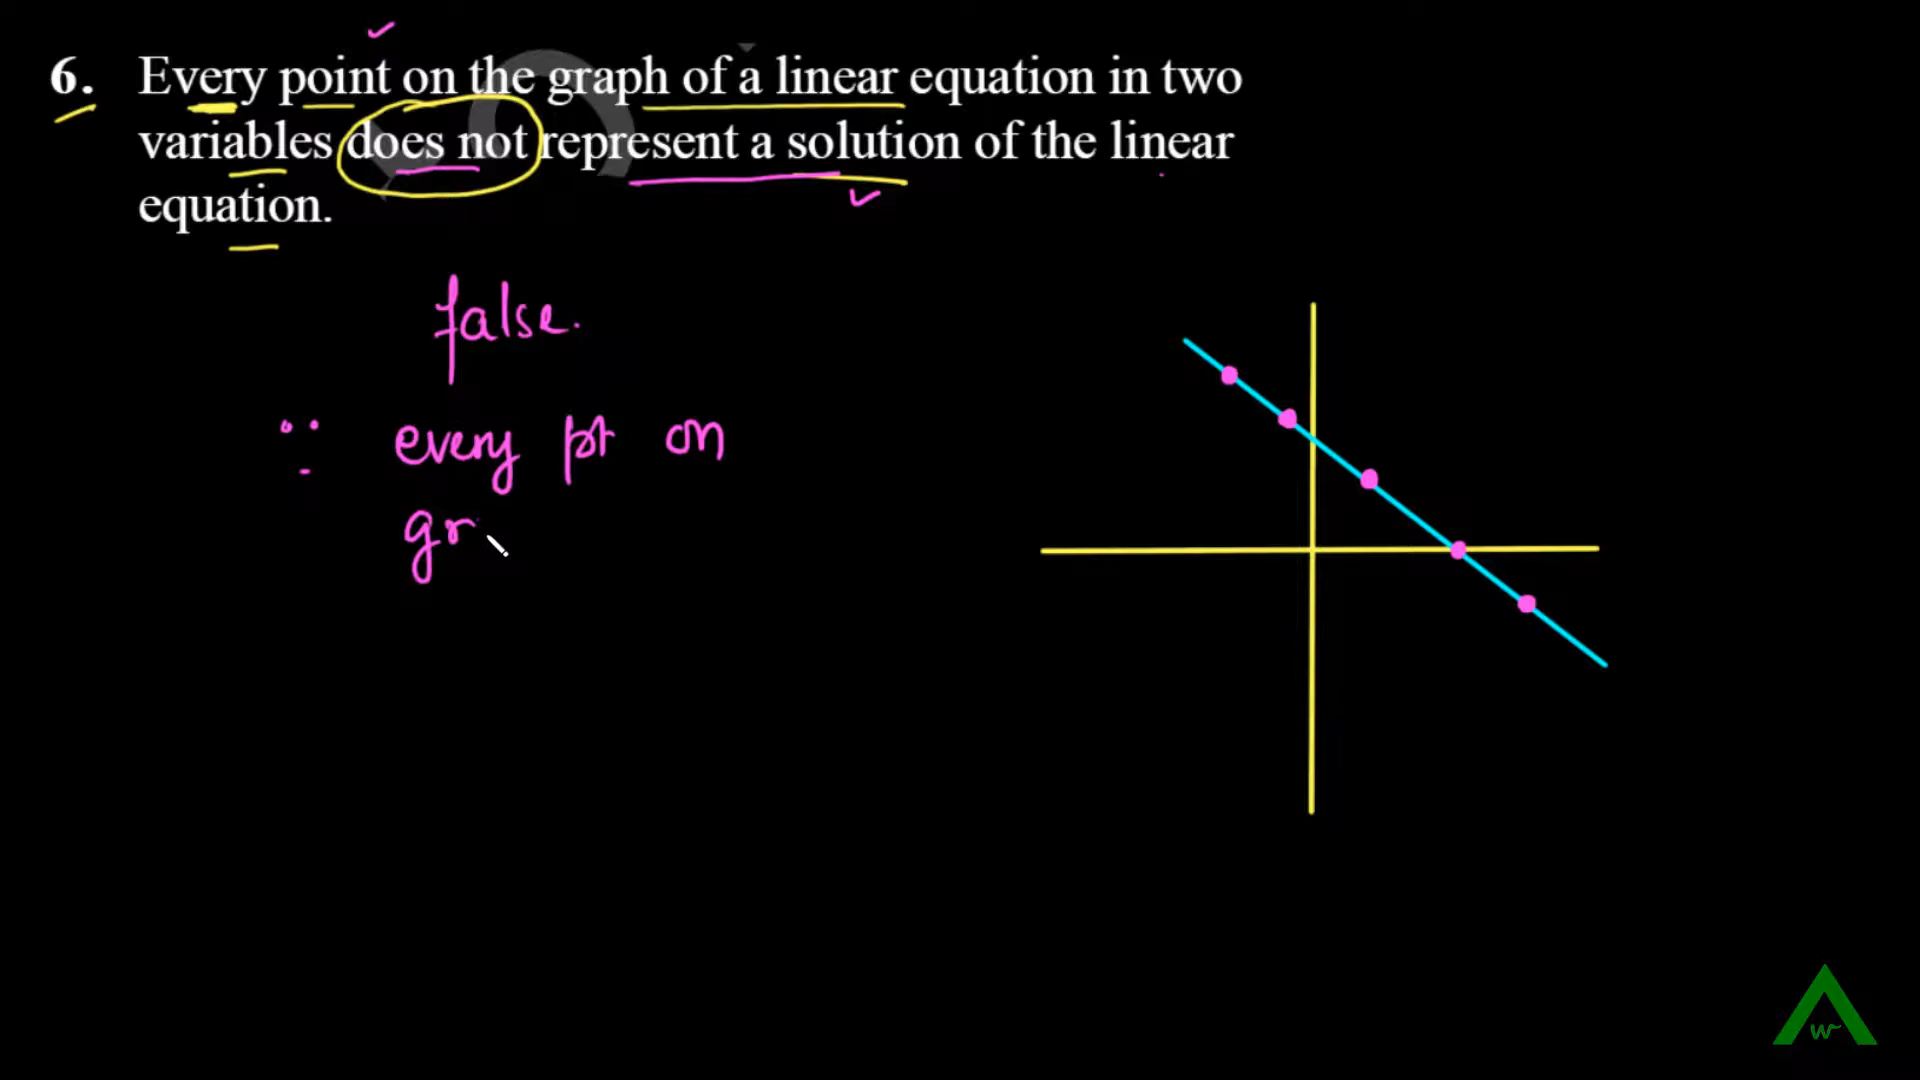 6. Every point on the graph of a linear equation in two
variables does not represent a solution of the linear
equation.
false.
∵ every pt on
gr
w